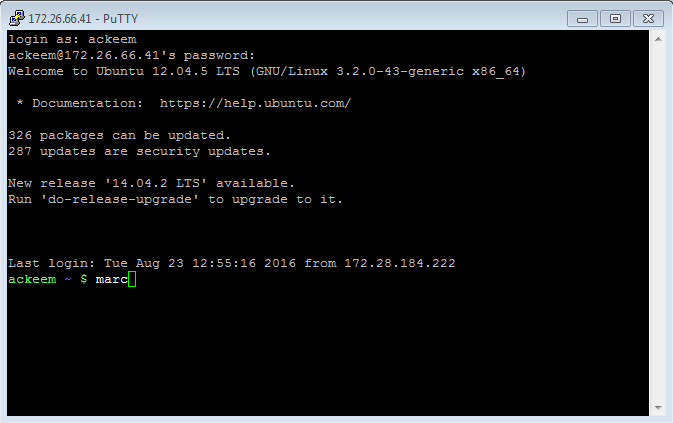 172.26.66.41 - PuTTY
login as: ackeem
ackeem@172.26.66.41's password:
Welcome to Ubuntu 12.04.5 LTS (GNU/Linux 3.2.0-43-generic x86_64)
* Documentation:  https://help.ubuntu.com/
326 packages can be updated.
287 updates are security updates.
New release '14.04.2 LTS' available.
Run 'do-release-upgrade' to upgrade to it.
Last login: Tue Aug 23 12:55:16 2016 from 172.28.184.222
ackeem ~ $ marc